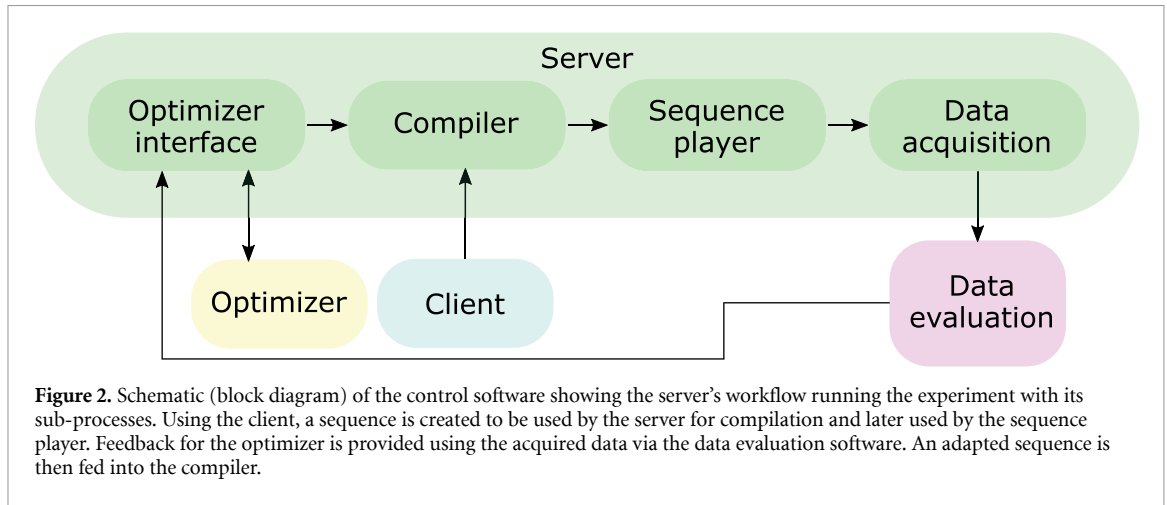 Server
Optimizer
interface
Compiler
Sequence
player
Data
acquisition
Optimizer
Client
Data
evaluation
Figure 2. Schematic (block diagram) of the control software showing the server's workflow running the experiment with its
sub-processes. Using the client, a sequence is created to be used by the server for compilation and later used by the sequence
player. Feedback for the optimizer is provided using the acquired data via the data evaluation software. An adapted sequence is
then fed into the compiler.